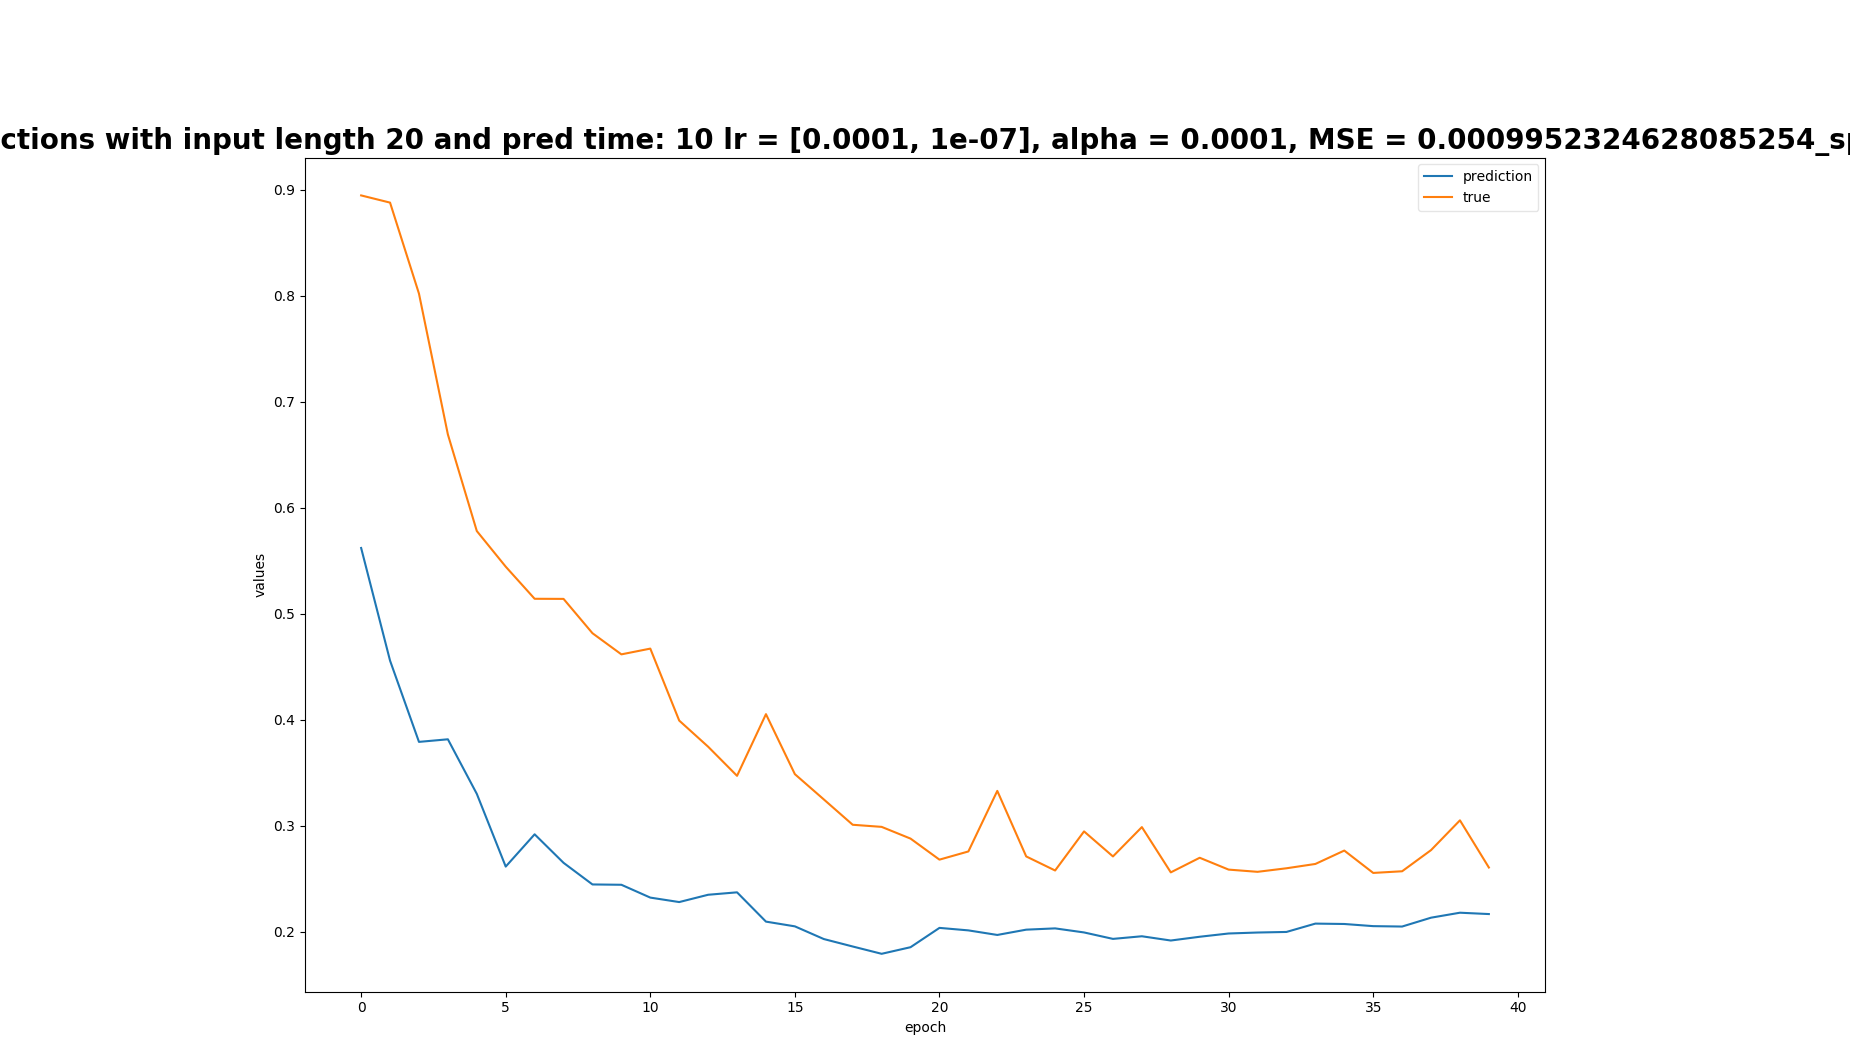 ctions with input length 20 and pred time: 10 lr = [0.0001, 1e-07], alpha = 0.0001, MSE = 0.0009952324628085254_sp
prediction
true
0.9
0.8
0.7
0.6
0.5
0.4
0.3
0.2
values
0 5 10 15 20 25 30 35 40
epoch